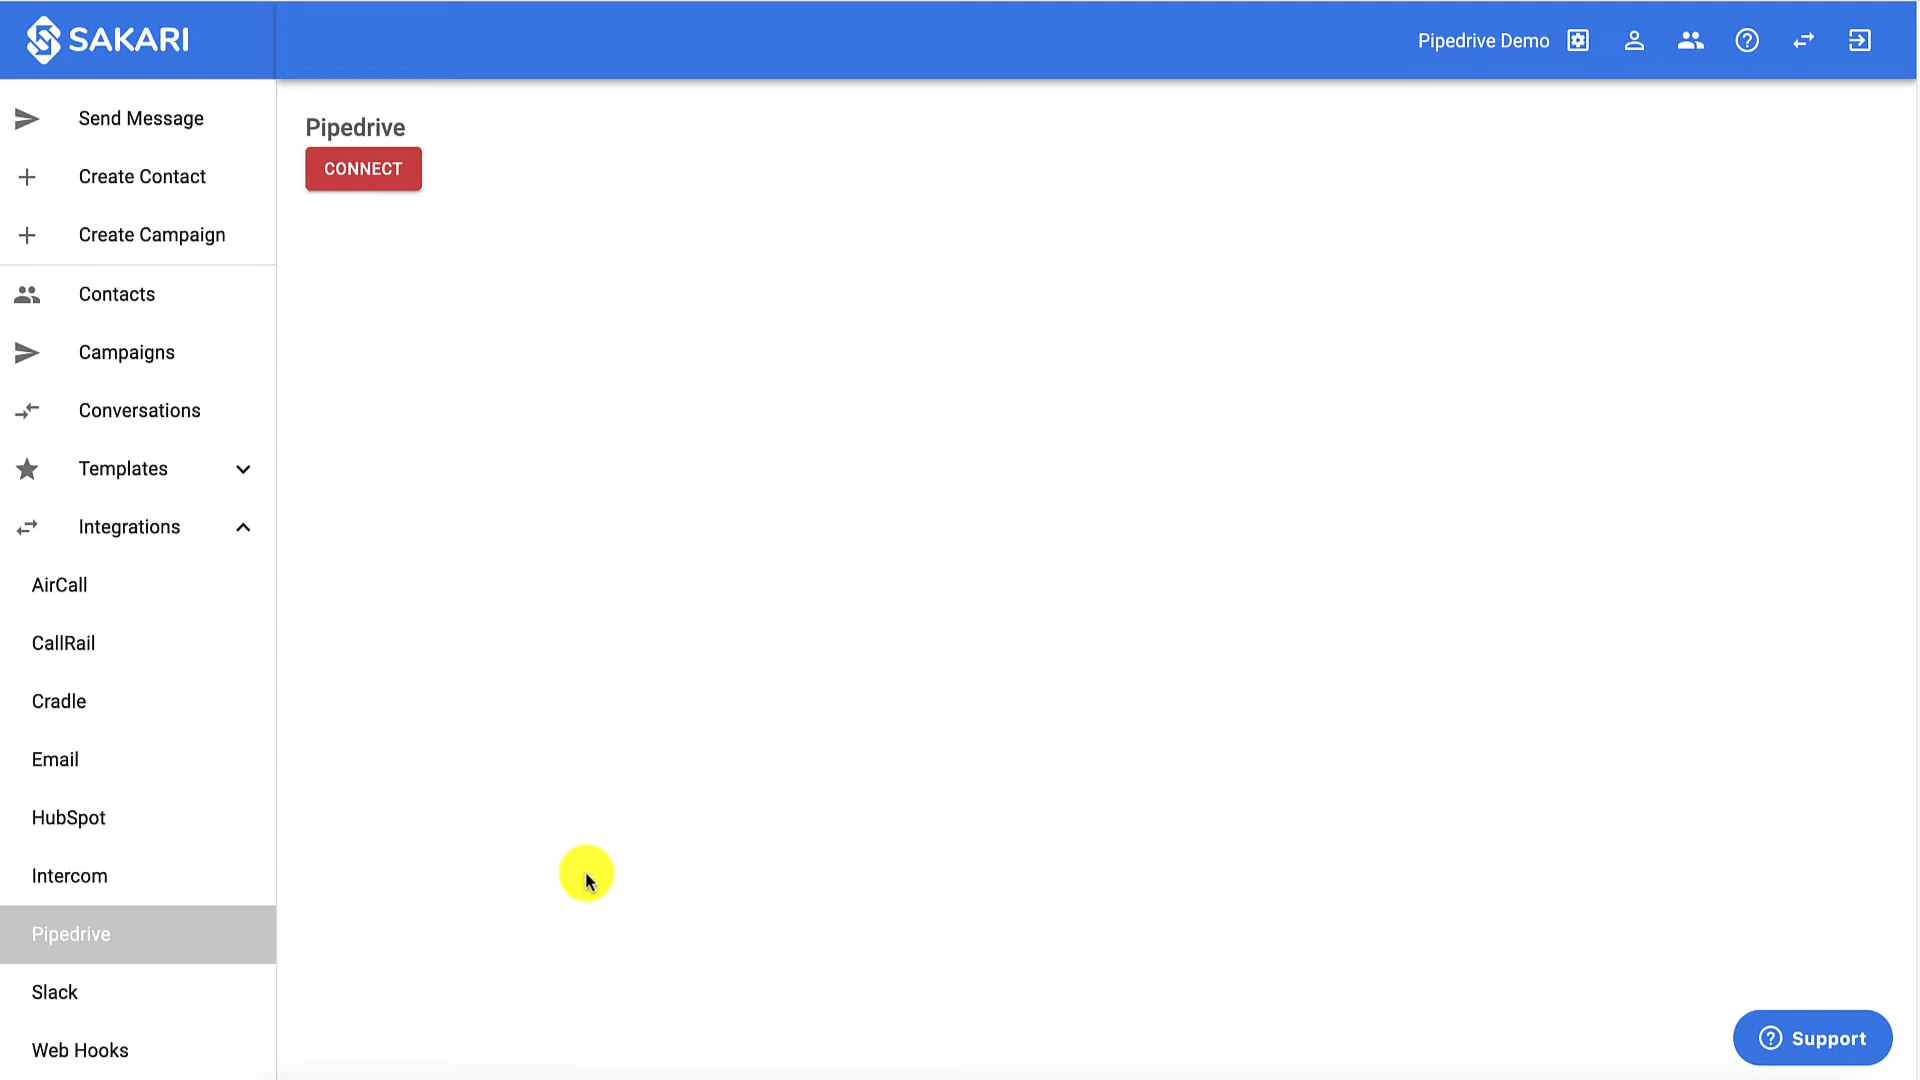 SAKARI
Pipedrive Demo
Send Message
Create Contact
Create Campaign
Contacts
Campaigns
Conversations
Templates
Integrations
AirCall
CallRail
Cradle
Email
HubSpot
Intercom
Pipedrive
Slack
Web Hooks
Pipedrive
CONNECT
Support